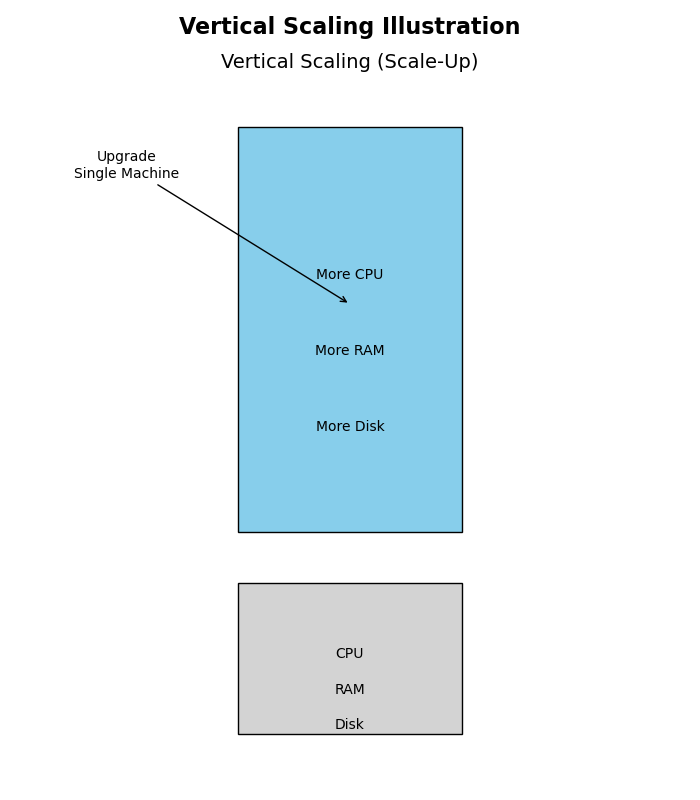 Vertical Scaling Illustration
Vertical Scaling (Scale-Up)
Upgrade
Single Machine
More CPU
More RAM
More Disk
CPU
RAM
Disk